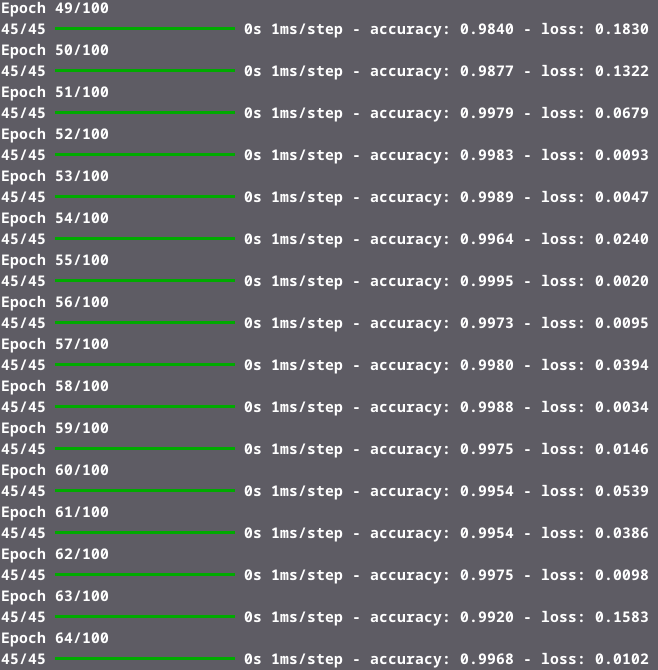 Epoch 49/100
45/45 ━━━━━━━━━━━━━━━━━━━━ 0s 1ms/step - accuracy: 0.9840 - loss: 0.1830
Epoch 50/100
45/45 ━━━━━━━━━━━━━━━━━━━━ 0s 1ms/step - accuracy: 0.9877 - loss: 0.1322
Epoch 51/100
45/45 ━━━━━━━━━━━━━━━━━━━━ 0s 1ms/step - accuracy: 0.9979 - loss: 0.0679
Epoch 52/100
45/45 ━━━━━━━━━━━━━━━━━━━━ 0s 1ms/step - accuracy: 0.9983 - loss: 0.0093
Epoch 53/100
45/45 ━━━━━━━━━━━━━━━━━━━━ 0s 1ms/step - accuracy: 0.9989 - loss: 0.0047
Epoch 54/100
45/45 ━━━━━━━━━━━━━━━━━━━━ 0s 1ms/step - accuracy: 0.9964 - loss: 0.0240
Epoch 55/100
45/45 ━━━━━━━━━━━━━━━━━━━━ 0s 1ms/step - accuracy: 0.9995 - loss: 0.0020
Epoch 56/100
45/45 ━━━━━━━━━━━━━━━━━━━━ 0s 1ms/step - accuracy: 0.9973 - loss: 0.0095
Epoch 57/100
45/45 ━━━━━━━━━━━━━━━━━━━━ 0s 1ms/step - accuracy: 0.9980 - loss: 0.0394
Epoch 58/100
45/45 ━━━━━━━━━━━━━━━━━━━━ 0s 1ms/step - accuracy: 0.9988 - loss: 0.0034
Epoch 59/100
45/45 ━━━━━━━━━━━━━━━━━━━━ 0s 1ms/step - accuracy: 0.9975 - loss: 0.0146
Epoch 60/100
45/45 ━━━━━━━━━━━━━━━━━━━━ 0s 1ms/step - accuracy: 0.9954 - loss: 0.0539
Epoch 61/100
45/45 ━━━━━━━━━━━━━━━━━━━━ 0s 1ms/step - accuracy: 0.9954 - loss: 0.0386
Epoch 62/100
45/45 ━━━━━━━━━━━━━━━━━━━━ 0s 1ms/step - accuracy: 0.9975 - loss: 0.0098
Epoch 63/100
45/45 ━━━━━━━━━━━━━━━━━━━━ 0s 1ms/step - accuracy: 0.9920 - loss: 0.1583
Epoch 64/100
45/45 ━━━━━━━━━━━━━━━━━━━━ 0s 1ms/step - accuracy: 0.9968 - loss: 0.0102